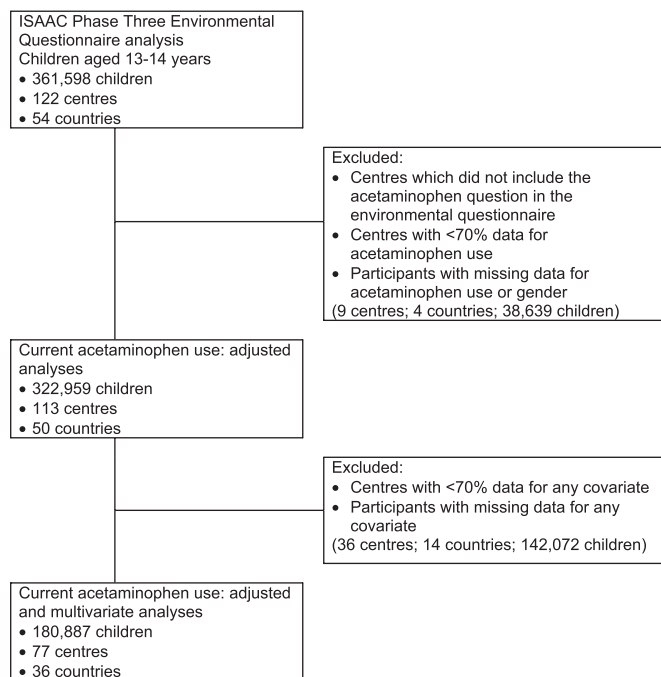 ISAAC Phase Three Environmental
Questionnaire analysis
Children aged 13-14 years
• 361,598 children
• 122 centres
• 54 countries
Excluded:
• Centres which did not include the
acetaminophen question in the
environmental questionnaire
• Centres with <70% data for
acetaminophen use
• Participants with missing data for
acetaminophen use or gender
(9 centres; 4 countries; 38,639 children)
Current acetaminophen use: adjusted
analyses
• 322,959 children
• 113 centres
• 50 countries
Excluded:
• Centres with <70% data for any covariate
• Participants with missing data for any
covariate
(36 centres; 14 countries; 142,072 children)
Current acetaminophen use: adjusted
and multivariate analyses
• 180,887 children
• 77 centres
• 36 countries